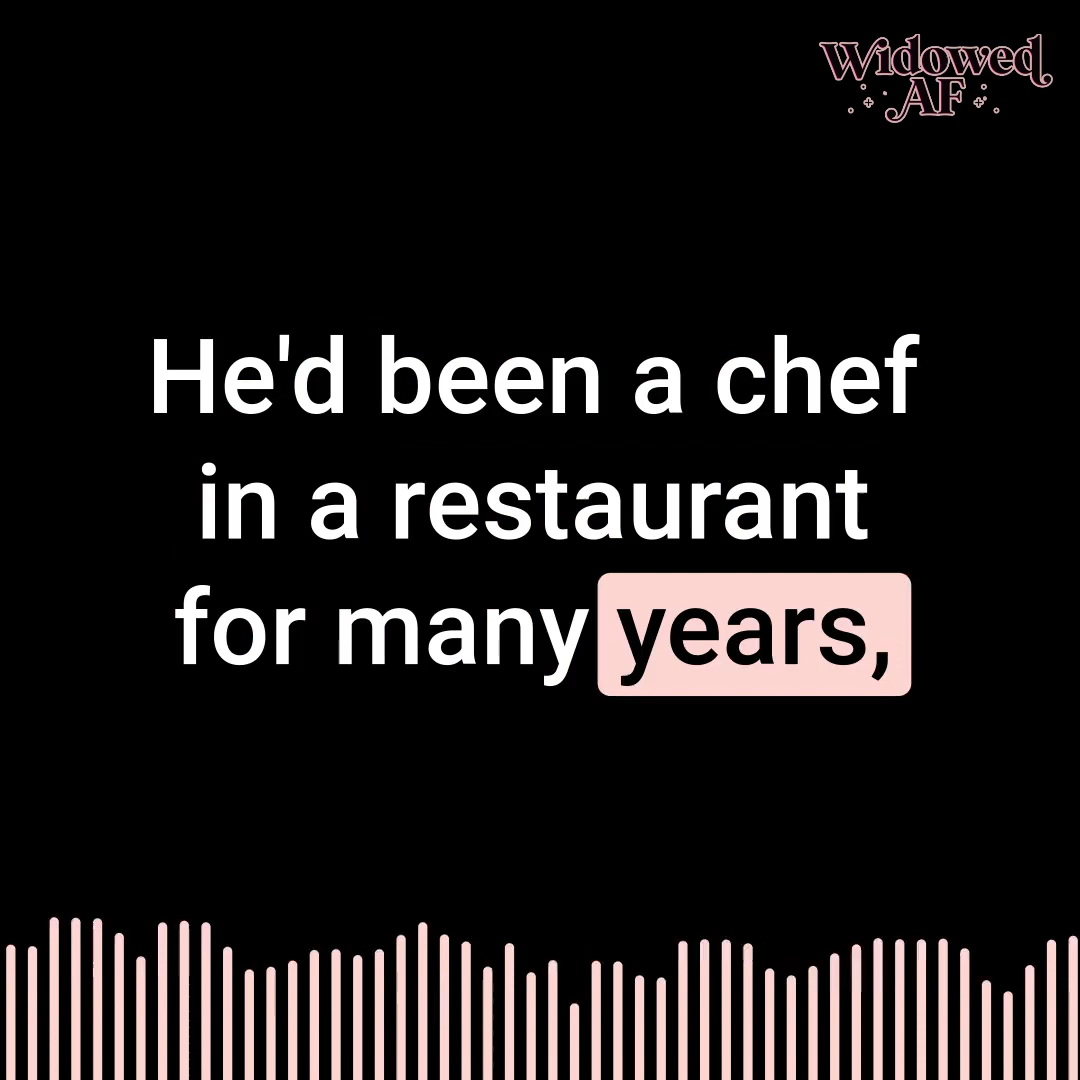 Widowed
AF
He'd been a chef
in a restaurant
for many years,